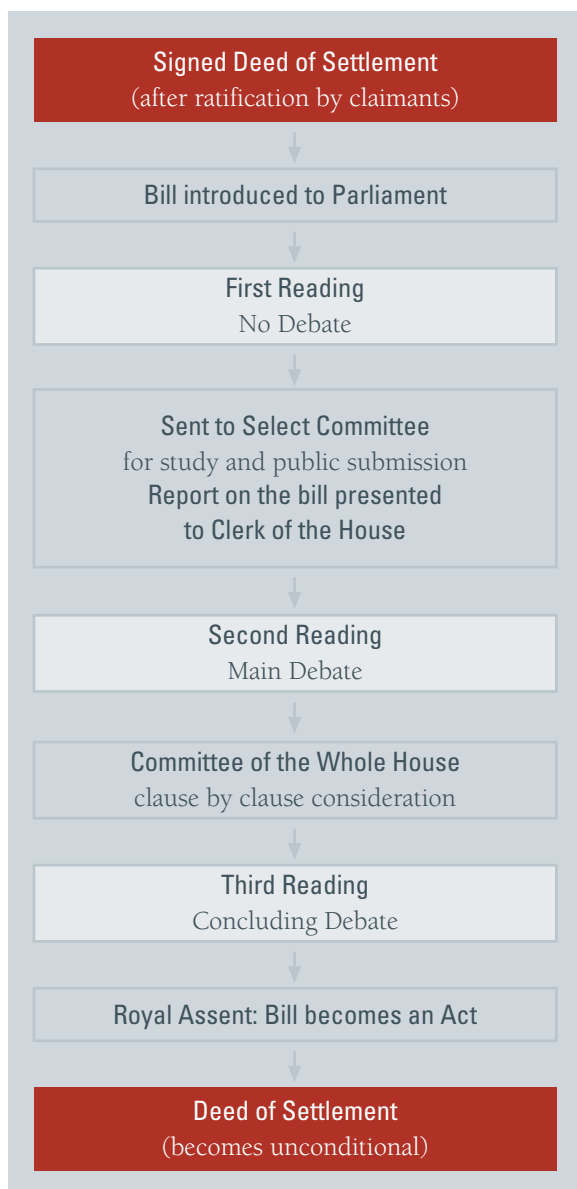 Signed Deed of Settlement
(after ratification by claimants)
Bill introduced to Parliament
First Reading
No Debate
Sent to Select Committee
for study and public submission
Report on the bill presented
to Clerk of the House
Second Reading
Main Debate
Committee of the Whole House
clause by clause consideration
Third Reading
Concluding Debate
Royal Assent: Bill becomes an Act
Deed of Settlement
(becomes unconditional)